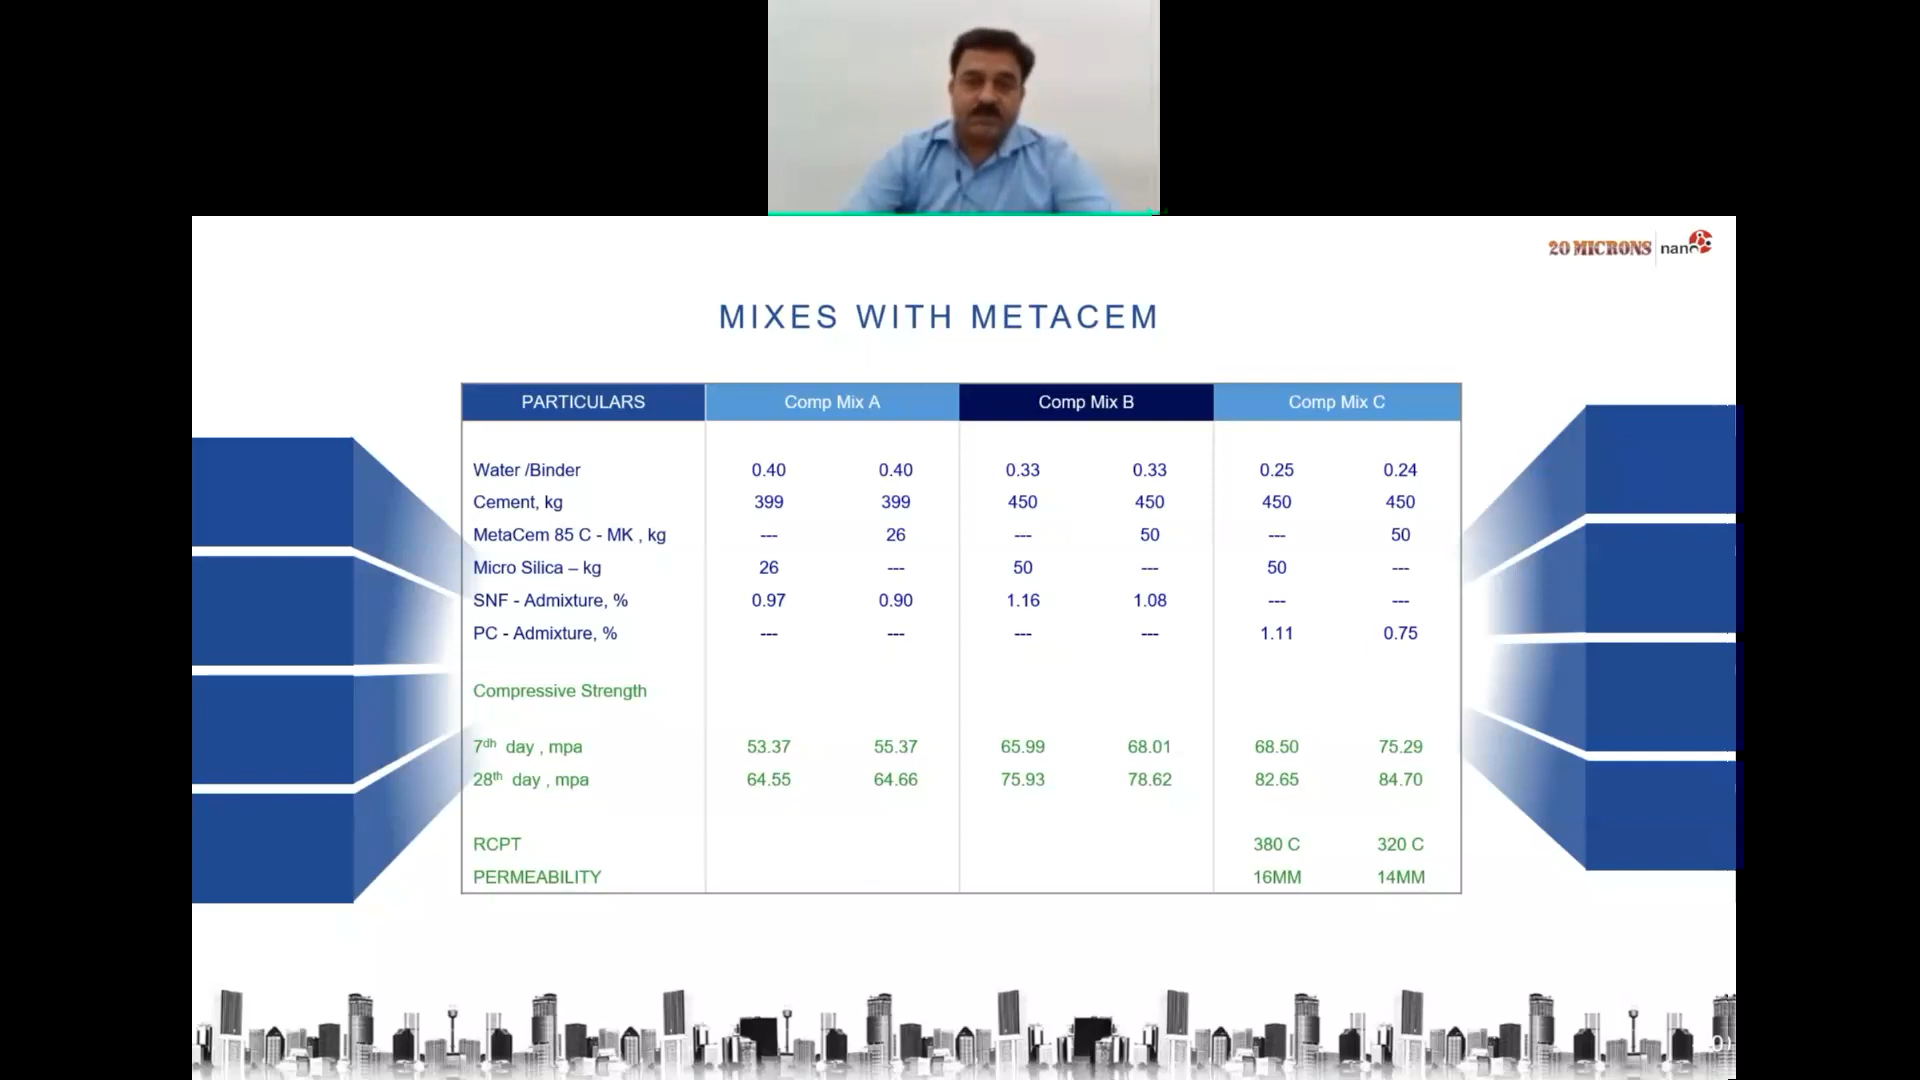 20 MICRONS nano
MIXES WITH METACEM
PARTICULARS Comp Mix A Comp Mix B Comp Mix C
Water /Binder 0.40 0.40 0.33 0.33 0.25 0.24
Cement, kg 399 399 450 450 450 450
MetaCem 85 C - MK , kg --- 26 --- 50 --- 50
Micro Silica – kg 26 --- 50 --- 50 ---
SNF - Admixture, % 0.97 0.90 1.16 1.08 --- ---
PC - Admixture, % --- --- --- --- 1.11 0.75
Compressive Strength
7dh day , mpa 53.37 55.37 65.99 68.01 68.50 75.29
28th day , mpa 64.55 64.66 75.93 78.62 82.65 84.70
RCPT 380 C 320 C
PERMEABILITY 16MM 14MM